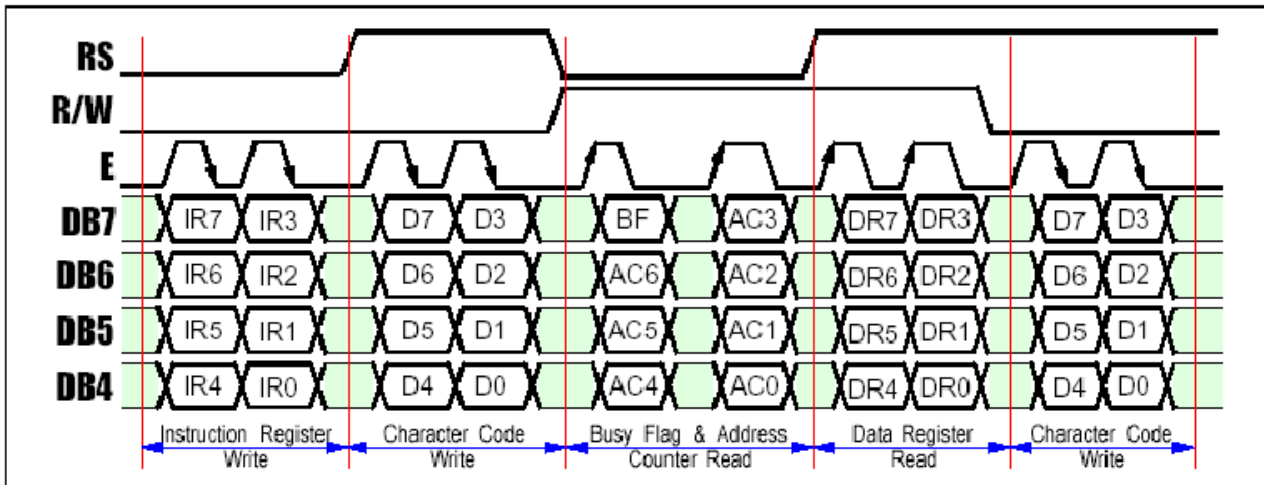 RS
R/W
E
DB7 IR7 IR3 D7 D3 BF AC3 DR7 DR3 D7 D3
DB6 IR6 IR2 D6 D2 AC6 AC2 DR6 DR2 D6 D2
DB5 IR5 IR1 D5 D1 AC5 AC1 DR5 DR1 D5 D1
DB4 IR4 IR0 D4 D0 AC4 AC0 DR4 DR0 D4 D0
Instruction Register Character Code Busy Flag & Address Data Register Character Code
Write Write Counter Read Read Write